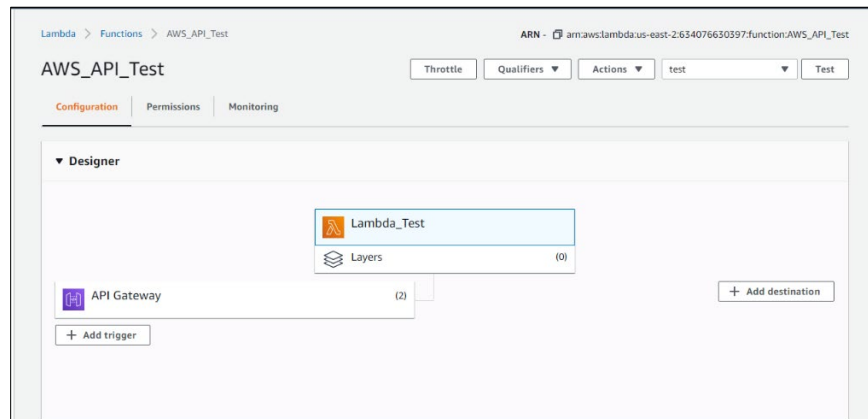 Lambda > Functions > AWS_API_Test
ARN - arn:aws:lambda:us-east-2:634076630397:function:AWS_API_Test
AWS_API_Test
Throttle
Qualifiers
Actions
test
Test
Configuration
Permissions
Monitoring
Designer
Lambda_Test
Layers (0)
API Gateway (2)
+ Add destination
+ Add trigger